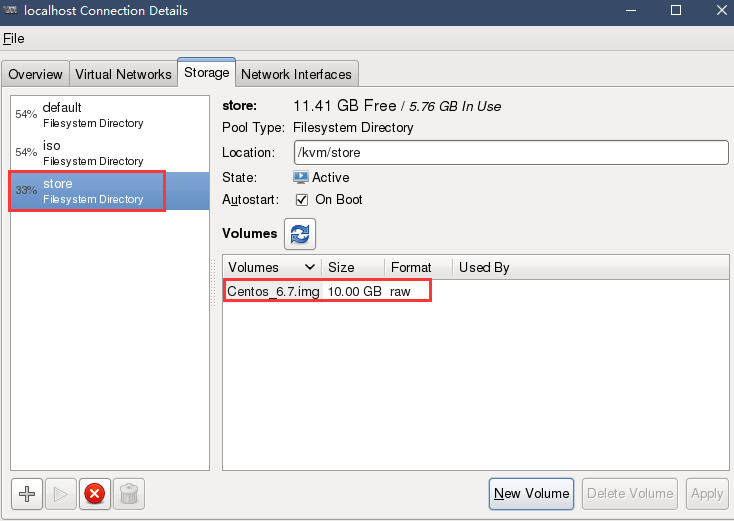 localhost Connection Details
File
Overview Virtual Networks Storage Network Interfaces
54% default
Filesystem Directory
54% iso
Filesystem Directory
33% store
Filesystem Directory
store: 11.41 GB Free / 5.76 GB In Use
Pool Type: Filesystem Directory
Location: /kvm/store
State: Active
Autostart: On Boot
Volumes
Volumes Size Format Used By
Centos_6.7.img 10.00 GB raw
New Volume Delete Volume Apply